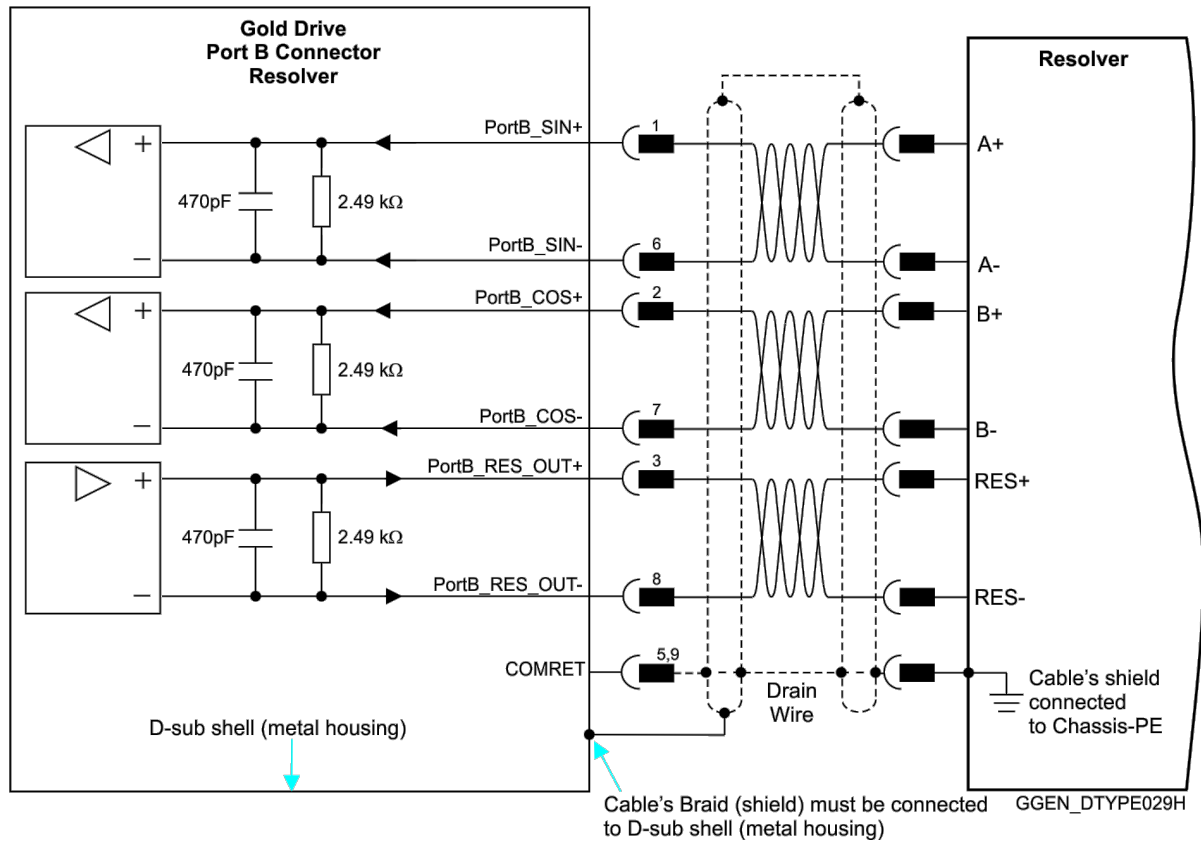 Gold Drive
Port B Connector
Resolver
Resolver
PortB_SIN+
1
A+
+
470pF
2.49 kΩ
PortB_SIN-
6
A-
−
PortB_COS+
2
B+
+
470pF
2.49 kΩ
PortB_COS-
7
B-
−
PortB_RES_OUT+
3
RES+
+
470pF
2.49 kΩ
PortB_RES_OUT-
8
RES-
−
COMRET
5,9
Drain
Wire
Cable's shield
connected
to Chassis-PE
D-sub shell (metal housing)
Cable's Braid (shield) must be connected
to D-sub shell (metal housing)
GGEN_DTYPE029H